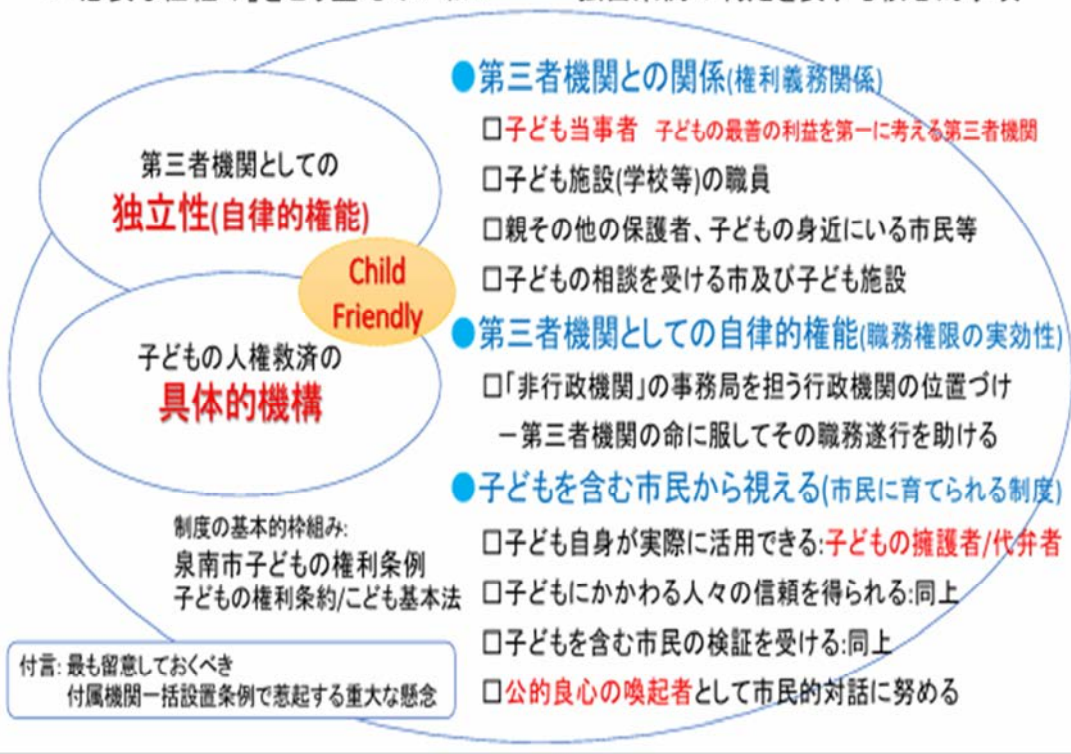 第三者機関としての
独立性(自律的権能)
Child
Friendly
子どもの人権救済の
具体的機構
制度の基本的枠組み:
泉南市子どもの権利条例
子どもの権利条約/こども基本法
付言: 最も留意しておくべき
付属機関一括設置条例で惹起する重大な懸念
●第三者機関との関係(権利義務関係)
□子ども当事者 子どもの最善の利益を第一に考える第三者機関
□子ども施設(学校等)の職員
□親その他の保護者、子どもの身近にいる市民等
□子どもの相談を受ける市及び子ども施設
●第三者機関としての自律的権能(職務権限の実効性)
□「非行政機関」の事務局を担う行政機関の位置づけ
－第三者機関の命に服してその職務遂行を助ける
●子どもを含む市民から視える(市民に育てられる制度)
□子ども自身が実際に活用できる:子どもの擁護者/代弁者
□子どもにかかわる人々の信頼を得られる:同上
□子どもを含む市民の検証を受ける:同上
□公的良心の喚起者として市民的対話に努める